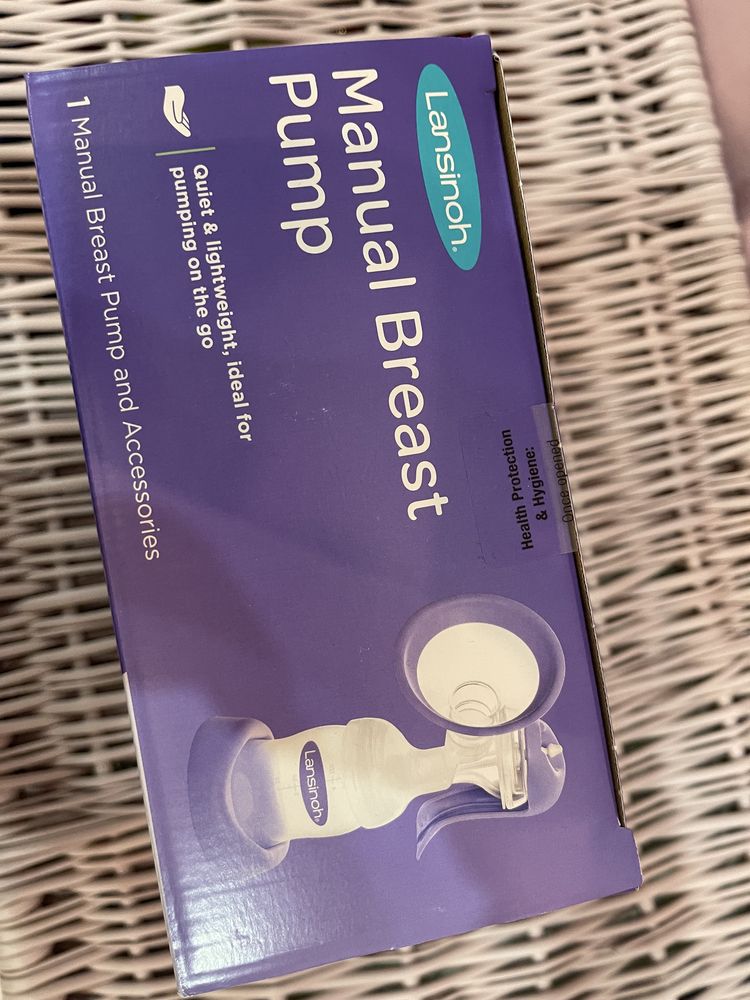 Lansinoh®
Manual Breast
Pump
Quiet & lightweight, ideal for
pumping on the go
1 Manual Breast Pump and Accessories
Health Protection
& Hygiene:
Once opened
Lansinoh®